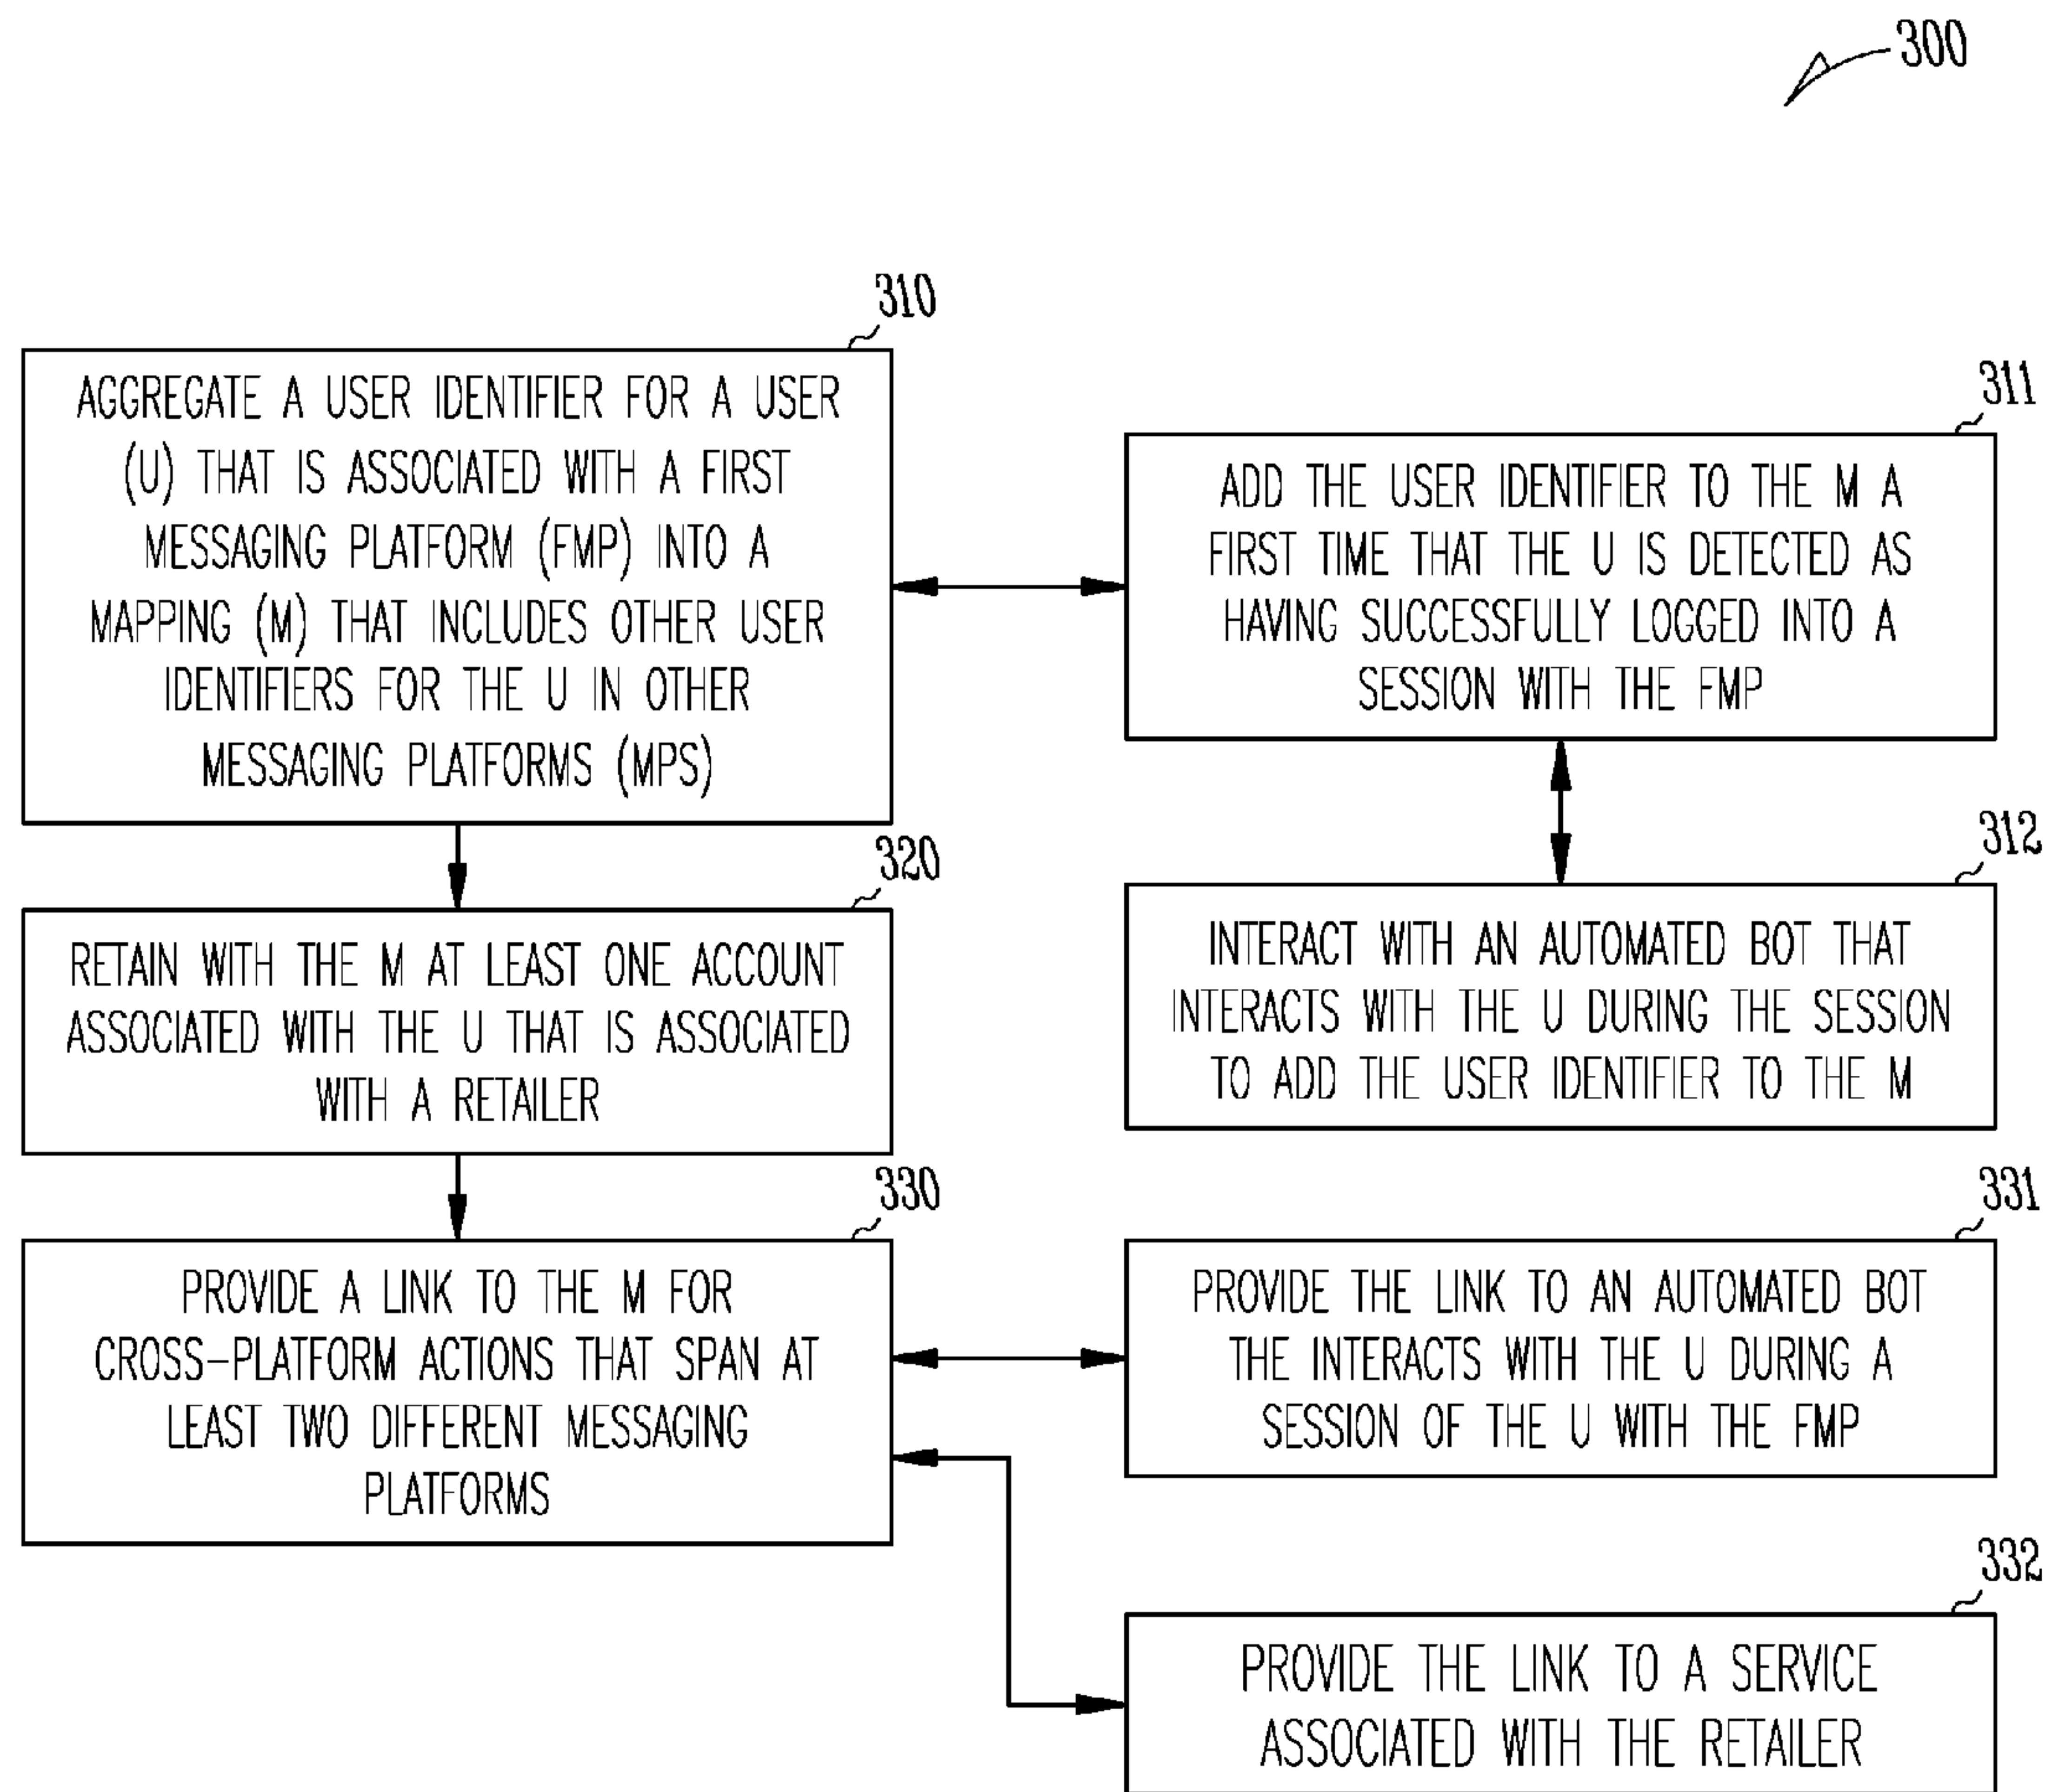 300
310
AGGREGATE A USER IDENTIFIER FOR A USER
(U) THAT IS ASSOCIATED WITH A FIRST
MESSAGING PLATFORM (FMP) INTO A
MAPPING (M) THAT INCLUDES OTHER USER
IDENTIFIERS FOR THE U IN OTHER
MESSAGING PLATFORMS (MPS)
311
ADD THE USER IDENTIFIER TO THE M A
FIRST TIME THAT THE U IS DETECTED AS
HAVING SUCCESSFULLY LOGGED INTO A
SESSION WITH THE FMP
320
RETAIN WITH THE M AT LEAST ONE ACCOUNT
ASSOCIATED WITH THE U THAT IS ASSOCIATED
WITH A RETAILER
312
INTERACT WITH AN AUTOMATED BOT THAT
INTERACTS WITH THE U DURING THE SESSION
TO ADD THE USER IDENTIFIER TO THE M
330
PROVIDE A LINK TO THE M FOR
CROSS-PLATFORM ACTIONS THAT SPAN AT
LEAST TWO DIFFERENT MESSAGING
PLATFORMS
331
PROVIDE THE LINK TO AN AUTOMATED BOT
THE INTERACTS WITH THE U DURING A
SESSION OF THE U WITH THE FMP
332
PROVIDE THE LINK TO A SERVICE
ASSOCIATED WITH THE RETAILER